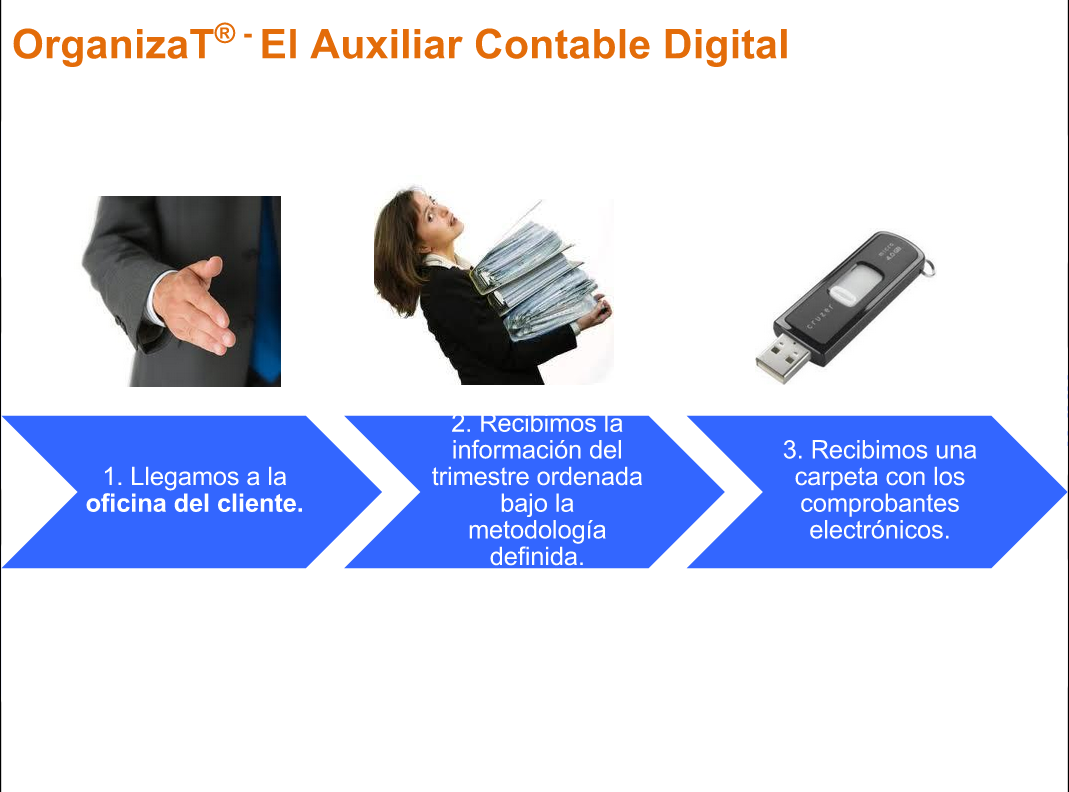 OrganizaT® - El Auxiliar Contable Digital
micro
4.0GB
cruzer
1. Llegamos a la
oficina del cliente.
2. Recibimos la
información del
trimestre ordenada
bajo la
metodología
definida.
3. Recibimos una
carpeta con los
comprobantes
electrónicos.